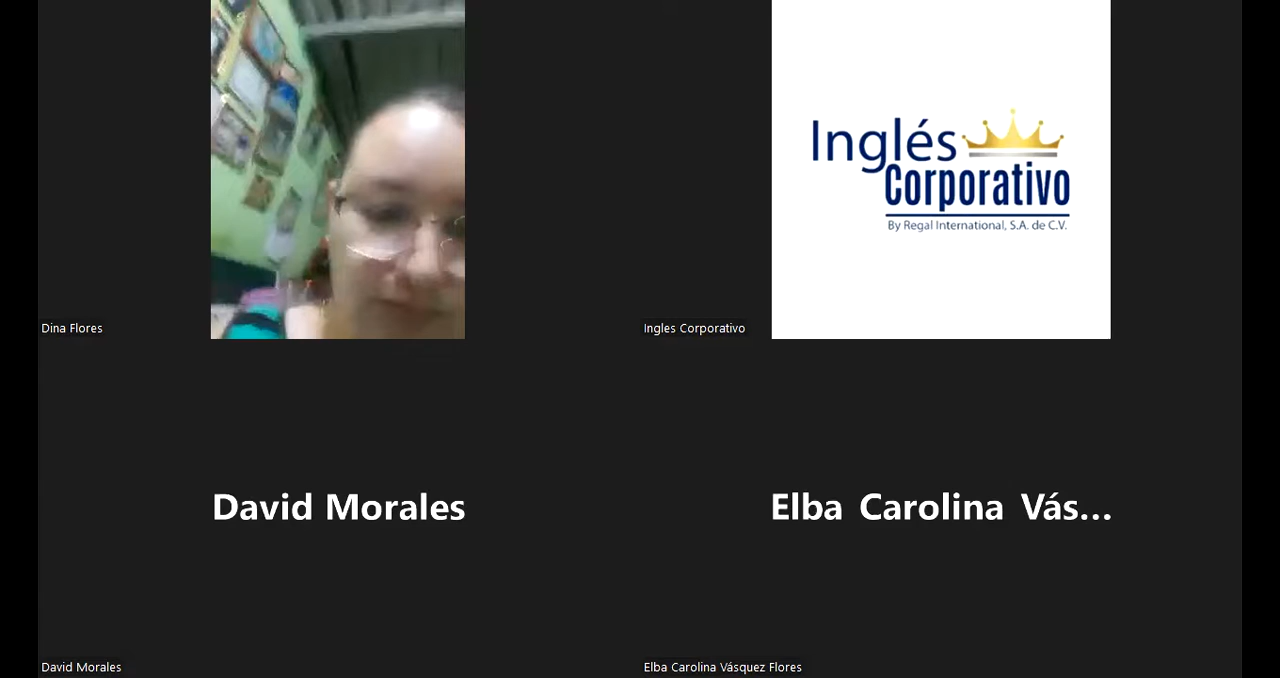 Inglés
Corporativo
By Regal International, S.A. de C.V.
Dina Flores
Ingles Corporativo
David Morales
Elba Carolina Vás...
David Morales
Elba Carolina Vásquez Flores